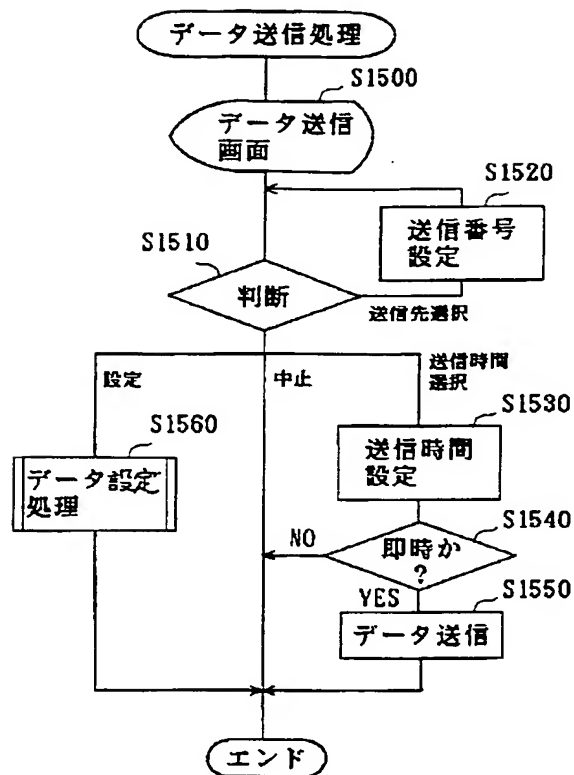 データ送信処理
S1500
データ送信
画面
S1520
送信番号
設定
S1510
判断
送信先選択
設定
中止
送信時間
選択
S1560
S1530
データ設定
処理
送信時間
設定
S1540
NO
即時か
?
YES
S1550
データ送信
エンド